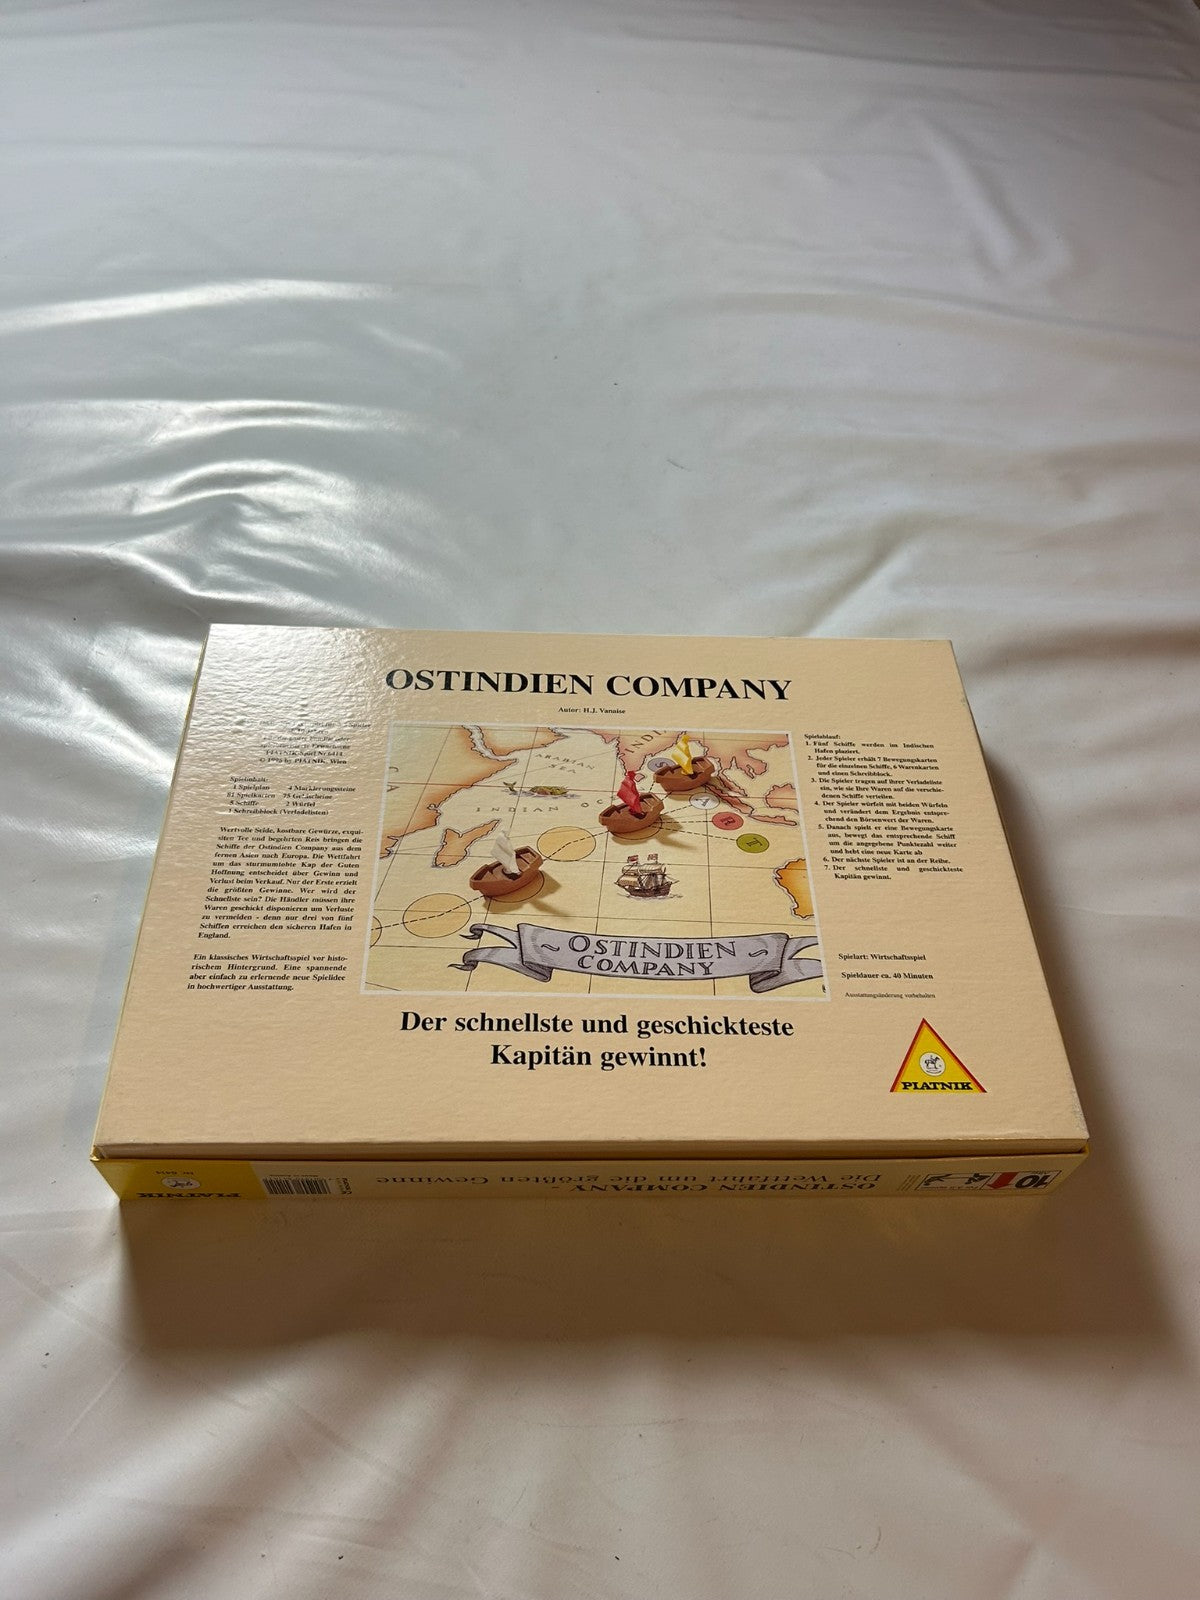 OSTINDIEN COMPANY
Autor: H.J. Vanaise
PIATNIK-Spiel Nr 6414
PIATNIK, Wien
Spielinhalt:
1 Spielplan 4 Markierungssteine
81 Spielkarten 75 Geldscheine
5 Schiffe 2 Würfel
1 Schreibblock (Verladelisten)
Wertvolle Seide, kostbare Gewürze, exqui-
siten Tee und begehrten Reis bringen die
Schiffe der Ostindien Company aus dem
fernen Asien nach Europa. Die Wettfahrt
um das sturmumtobte Kap der Guten
Hoffnung entscheidet über Gewinn und
Verlust beim Verkauf. Nur der Erste erzielt
die größten Gewinne. Wer wird der
Schnellste sein? Die Händler müssen ihre
Waren geschickt disponieren um Verluste
zu vermeiden - denn nur drei von fünf
Schiffen erreichen den sicheren Hafen in
England.
Ein klassisches Wirtschaftsspiel vor histo-
rischem Hintergrund. Eine spannende
aber einfach zu erlernende neue Spielidee
in hochwertiger Ausstattung.
ARABIAN
SEA
INDI
INDIAN OC
A
B
~ OSTINDIEN ~
COMPANY
Spielablauf:
1. Fünf Schiffe werden im Indischen
Hafen plaziert.
2. Jeder Spieler erhält 7 Bewegungskarten
für die einzelnen Schiffe, 6 Warenkarten
und einen Schreibblock.
3. Die Spieler tragen auf ihrer Verladeliste
ein, wie sie Ihre Waren auf die verschie-
denen Schiffe verteilen.
4. Der Spieler würfelt mit beiden Würfeln
und verändert dem Ergebnis entspre-
chend den Börsenwert der Waren.
5. Danach spielt er eine Bewegungskarte
aus, bewegt das entsprechende Schiff
um die angegebene Punktezahl weiter
und hebt eine neue Karte ab
6. Der nächste Spieler ist an der Reihe.
7. Der schnellste und geschickteste
Kapitän gewinnt.
Spielart: Wirtschaftsspiel
Spieldauer ca. 40 Minuten
Ausstattungsänderung vorbehalten
Der schnellste und geschickteste
Kapitän gewinnt!
PIATNIK
OSTINDIEN COMPANY -
Die Wettfahrt um die größten Gewinne
PIATNIK
Nr. 6414
10